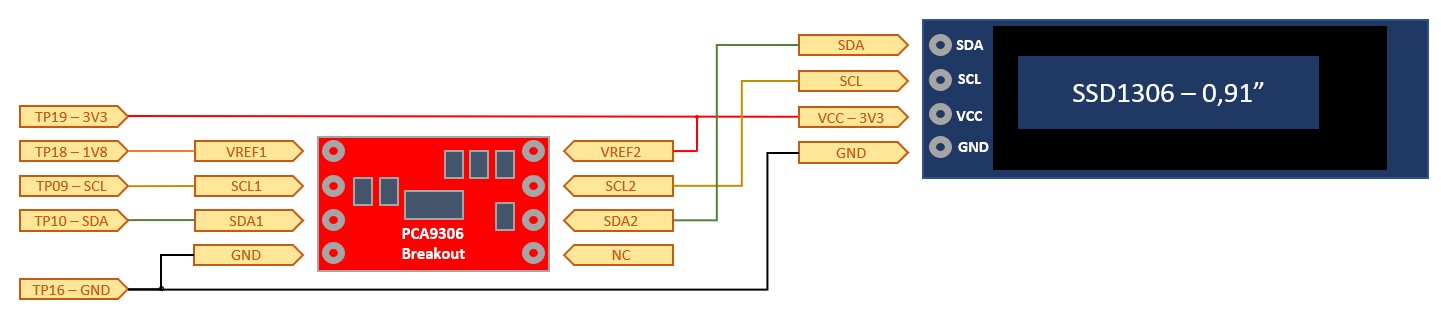 TP19 – 3V3
TP18 – 1V8
TP09 – SCL
TP10 – SDA
TP16 – GND
VREF1
SCL1
SDA1
GND
PCA9306
Breakout
VREF2
SCL2
SDA2
NC
SDA
SCL
VCC – 3V3
GND
SDA
SCL
VCC
GND
SSD1306 – 0,91”